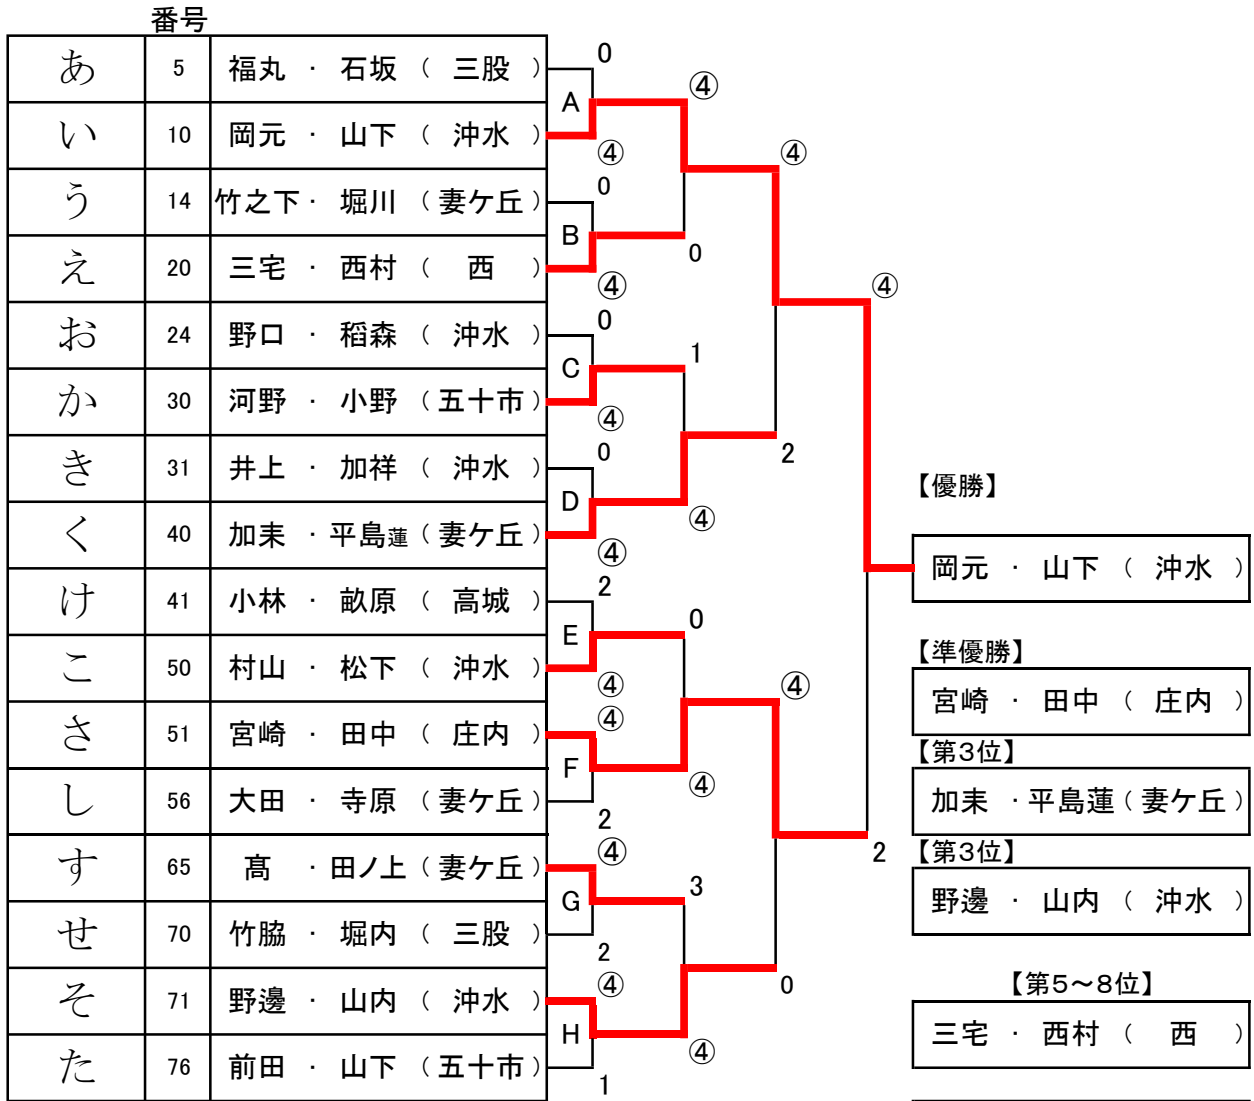 番号
あ 5 福丸 ・ 石坂 ( 三股 )
い 10 岡元 ・ 山下 ( 沖水 )
う 14 竹之下 ・ 堀川 ( 妻ケ丘 )
え 20 三宅 ・ 西村 ( 西 )
お 24 野口 ・ 稻森 ( 沖水 )
か 30 河野 ・ 小野 ( 五十市 )
き 31 井上 ・ 加祥 ( 沖水 )
く 40 加耒 ・ 平島蓮 ( 妻ケ丘 )
け 41 小林 ・ 畝原 ( 高城 )
こ 50 村山 ・ 松下 ( 沖水 )
さ 51 宮崎 ・ 田中 ( 庄内 )
し 56 大田 ・ 寺原 ( 妻ケ丘 )
す 65 髙 ・ 田ノ上 ( 妻ケ丘 )
せ 70 竹脇 ・ 堀内 ( 三股 )
そ 71 野邊 ・ 山内 ( 沖水 )
た 76 前田 ・ 山下 ( 五十市 )
0
A
④
0
B
④
0
C
④
0
D
④
2
E
④
④
F
2
④
G
2
④
H
1
④
0
1
④
0
④
3
④
④
2
④
0
④
2
【優勝】
岡元 ・ 山下 ( 沖水 )
【準優勝】
宮崎 ・ 田中 ( 庄内 )
【第3位】
加耒 ・ 平島蓮 ( 妻ケ丘 )
【第3位】
野邊 ・ 山内 ( 沖水 )
【第5～8位】
三宅 ・ 西村 ( 西 )